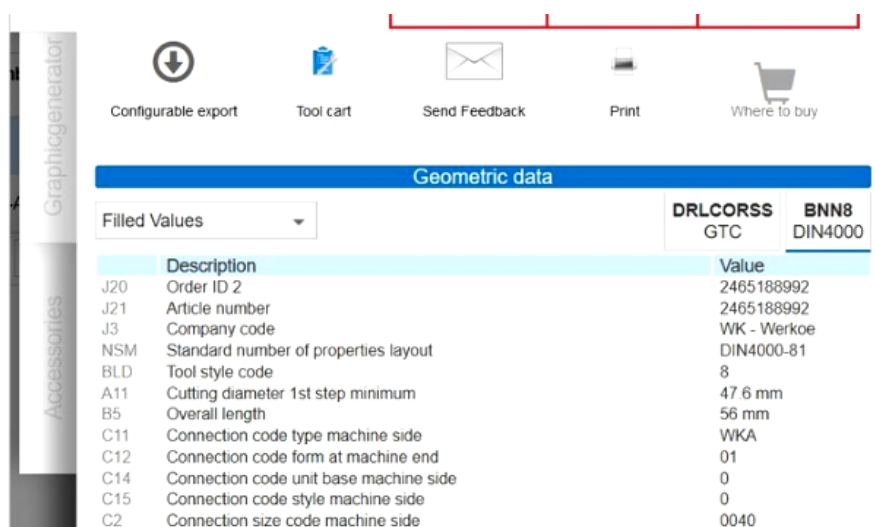 Graphicgenerator
Accessories
Configurable export
Tool cart
Send Feedback
Print
Where to buy
Geometric data
Filled Values
DRLCORSS
GTC
BNN8
DIN4000
Description Value
J20 Order ID 2 2465188992
J21 Article number 2465188992
J3 Company code WK - Werkoe
NSM Standard number of properties layout DIN4000-81
BLD Tool style code 8
A11 Cutting diameter 1st step minimum 47.6 mm
B5 Overall length 56 mm
C11 Connection code type machine side WKA
C12 Connection code form at machine end 01
C14 Connection code unit base machine side 0
C15 Connection code style machine side 0
C2 Connection size code machine side 0040